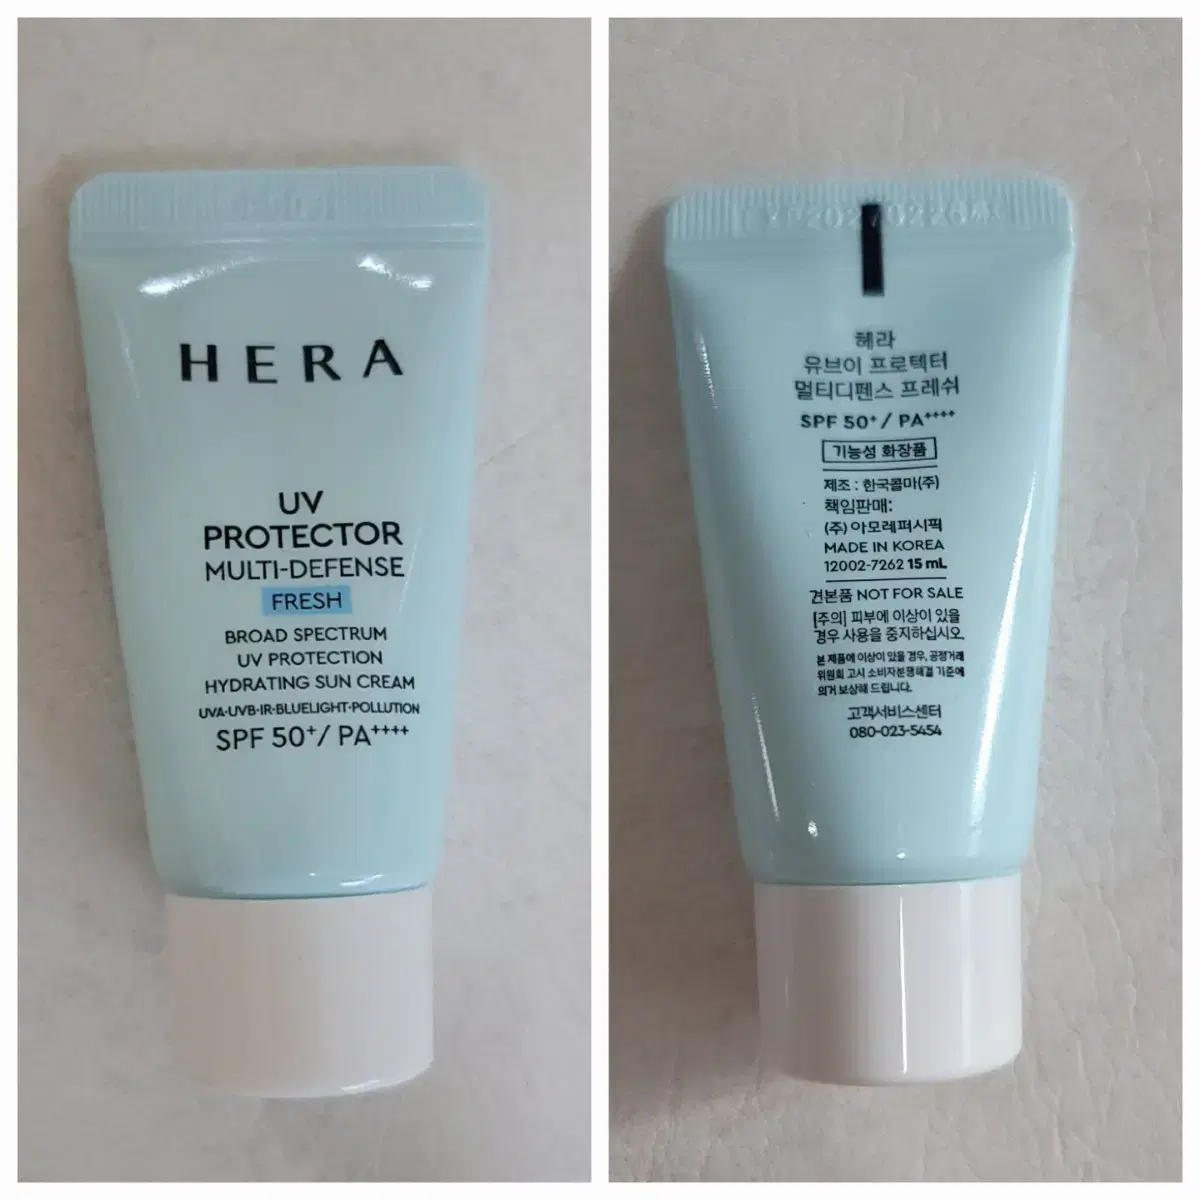 HERA
UV
PROTECTOR
MULTI-DEFENSE
FRESH
BROAD SPECTRUM
UV PROTECTION
HYDRATING SUN CREAM
UVA·UVB·IR·BLUELIGHT·POLLUTION
SPF 50⁺/ PA⁺⁺⁺⁺
헤라
유브이 프로텍터
멀티디펜스 프레쉬
SPF 50⁺/ PA⁺⁺⁺⁺
기능성 화장품
제조 : 한국콜마(주)
책임판매:
(주)아모레퍼시픽
MADE IN KOREA
12002-7262 15 mL
견본품 NOT FOR SALE
[주의] 피부에 이상이 있을
경우 사용을 중지하십시오.
본 제품에 이상이 있을 경우, 공정거래
위원회 고시 소비자분쟁해결 기준에
의거 보상해 드립니다.
고객서비스센터
080-023-5454